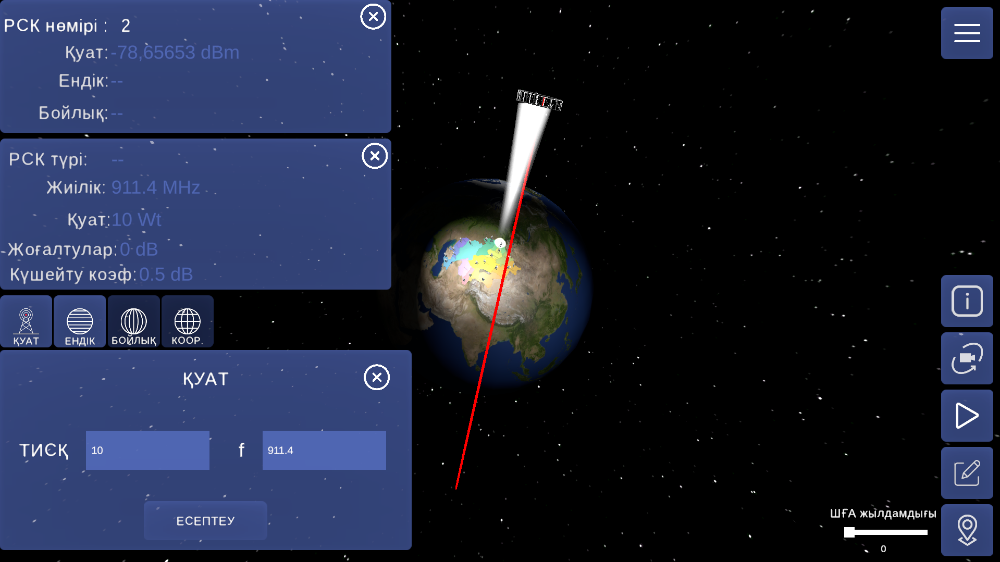 РСК нөмірі : 2
Қуат:-78,65653 dBm
Ендік:--
Бойлық:--
РСК түрі: --
Жиілік: 911.4 MHz
Қуат:10 Wt
Жоғалтулар:0 dB
Күшейту коэф:0.5 dB
ҚУАТ ЕНДІК БОЙЛЫҚ КООР.
ҚУАТ
ТИСҚ 10 f 911.4
ЕСЕПТЕУ
ШҒА жылдамдығы
0